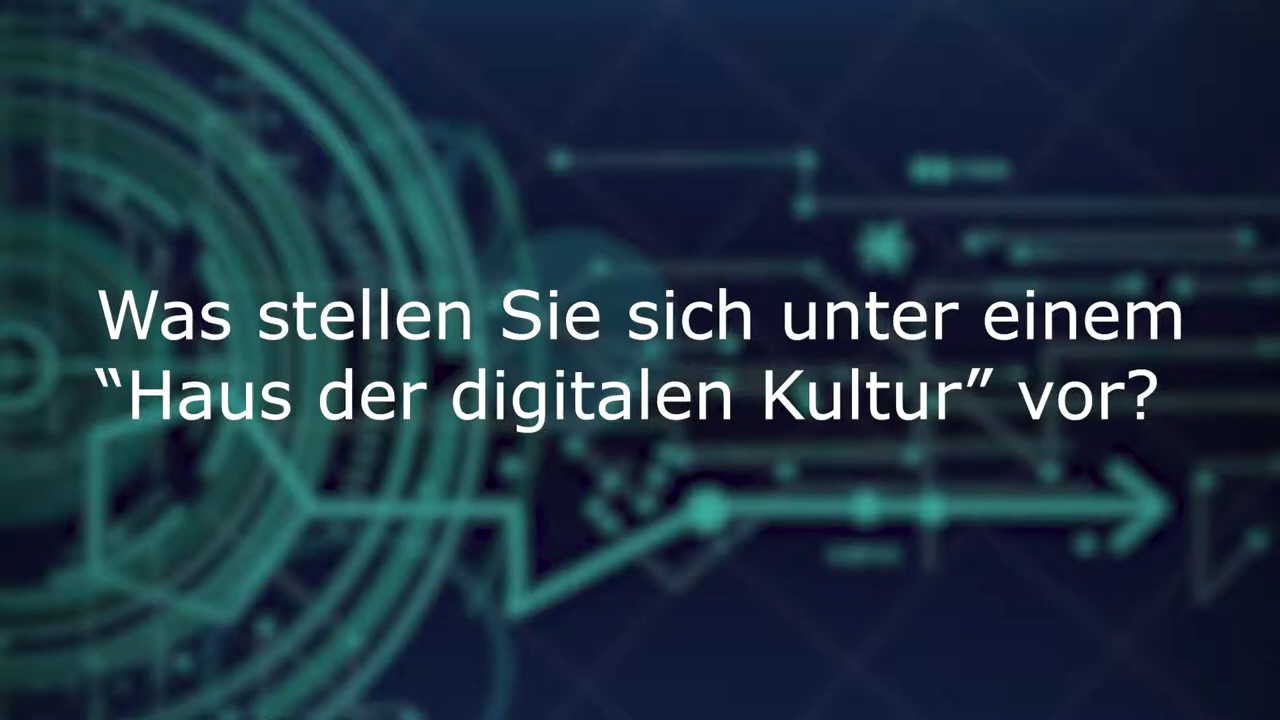 Was stellen Sie sich unter einem
“Haus der digitalen Kultur” vor?